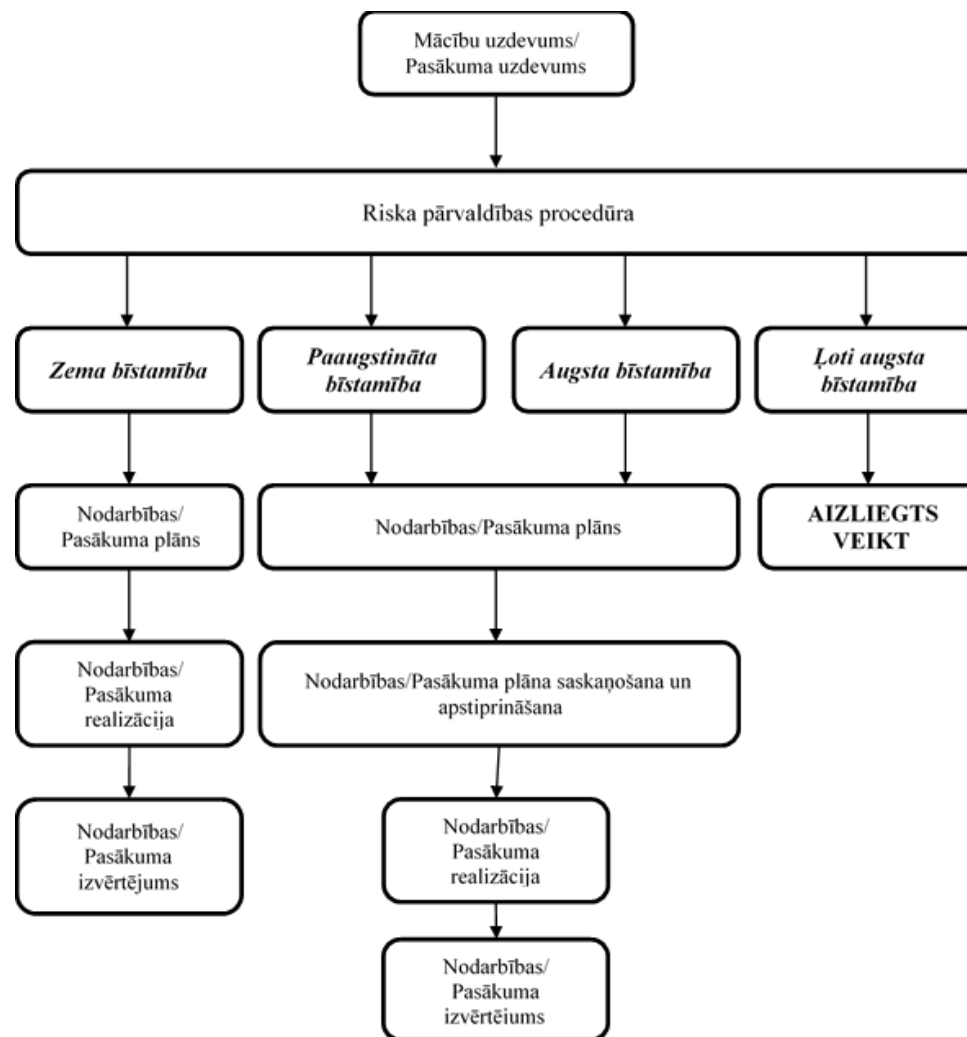 Mācību uzdevums/
Pasākuma uzdevums
Riska pārvaldības procedūra
Zema bīstamība
Paaugstināta
bīstamība
Augsta bīstamība
Ļoti augsta
bīstamība
Nodarbības/
Pasākuma plāns
Nodarbības/Pasākuma plāns
AIZLIEGTS
VEIKT
Nodarbības/
Pasākuma
realizācija
Nodarbības/Pasākuma plāna saskaņošana un
apstiprināšana
Nodarbības/
Pasākuma
izvērtējums
Nodarbības/
Pasākuma
realizācija
Nodarbības/
Pasākuma
izvērtējums